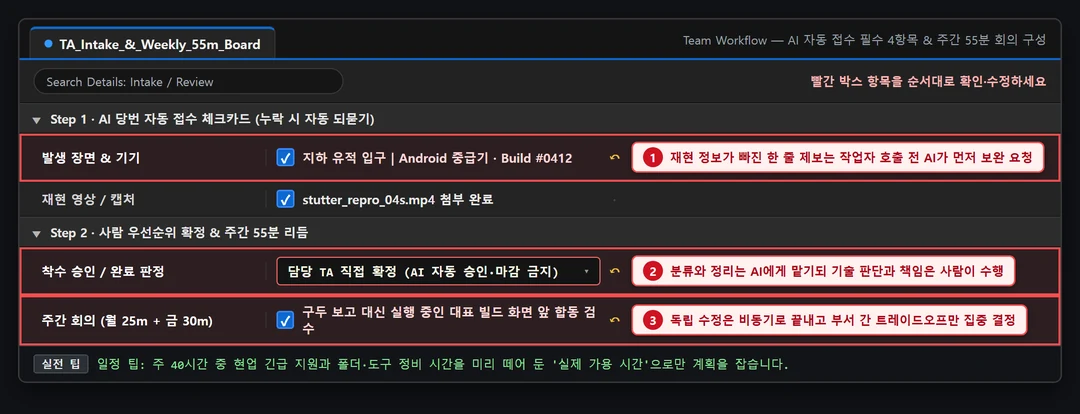 TA_Intake_&_Weekly_55m_Board
Team Workflow — AI 자동 접수 필수 4항목 & 주간 55분 회의 구성
Search Details: Intake / Review
빨간 박스 항목을 순서대로 확인·수정하세요
▼ Step 1 · AI 당번 자동 접수 체크카드 (누락 시 자동 되묻기)
발생 장면 & 기기
지하 유적 입구 | Android 중급기 · Build #0412
1 재현 정보가 빠진 한 줄 제보는 작업자 호출 전 AI가 먼저 보완 요청
재현 영상 / 캡처
stutter_repro_04s.mp4 첨부 완료
▼ Step 2 · 사람 우선순위 확정 & 주간 55분 리듬
착수 승인 / 완료 판정
담당 TA 직접 확정 (AI 자동 승인·마감 금지)
2 분류와 정리는 AI에게 맡기되 기술 판단과 책임은 사람이 수행
주간 회의 (월 25m + 금 30m)
구두 보고 대신 실행 중인 대표 빌드 화면 앞 합동 검
수
3 독립 수정은 비동기로 끝내고 부서 간 트레이드오프만 집중 결정
실전 팁
일정 팁: 주 40시간 중 현업 긴급 지원과 폴더·도구 정비 시간을 미리 떼어 둔 '실제 가용 시간'으로만 계획을 잡습니다.